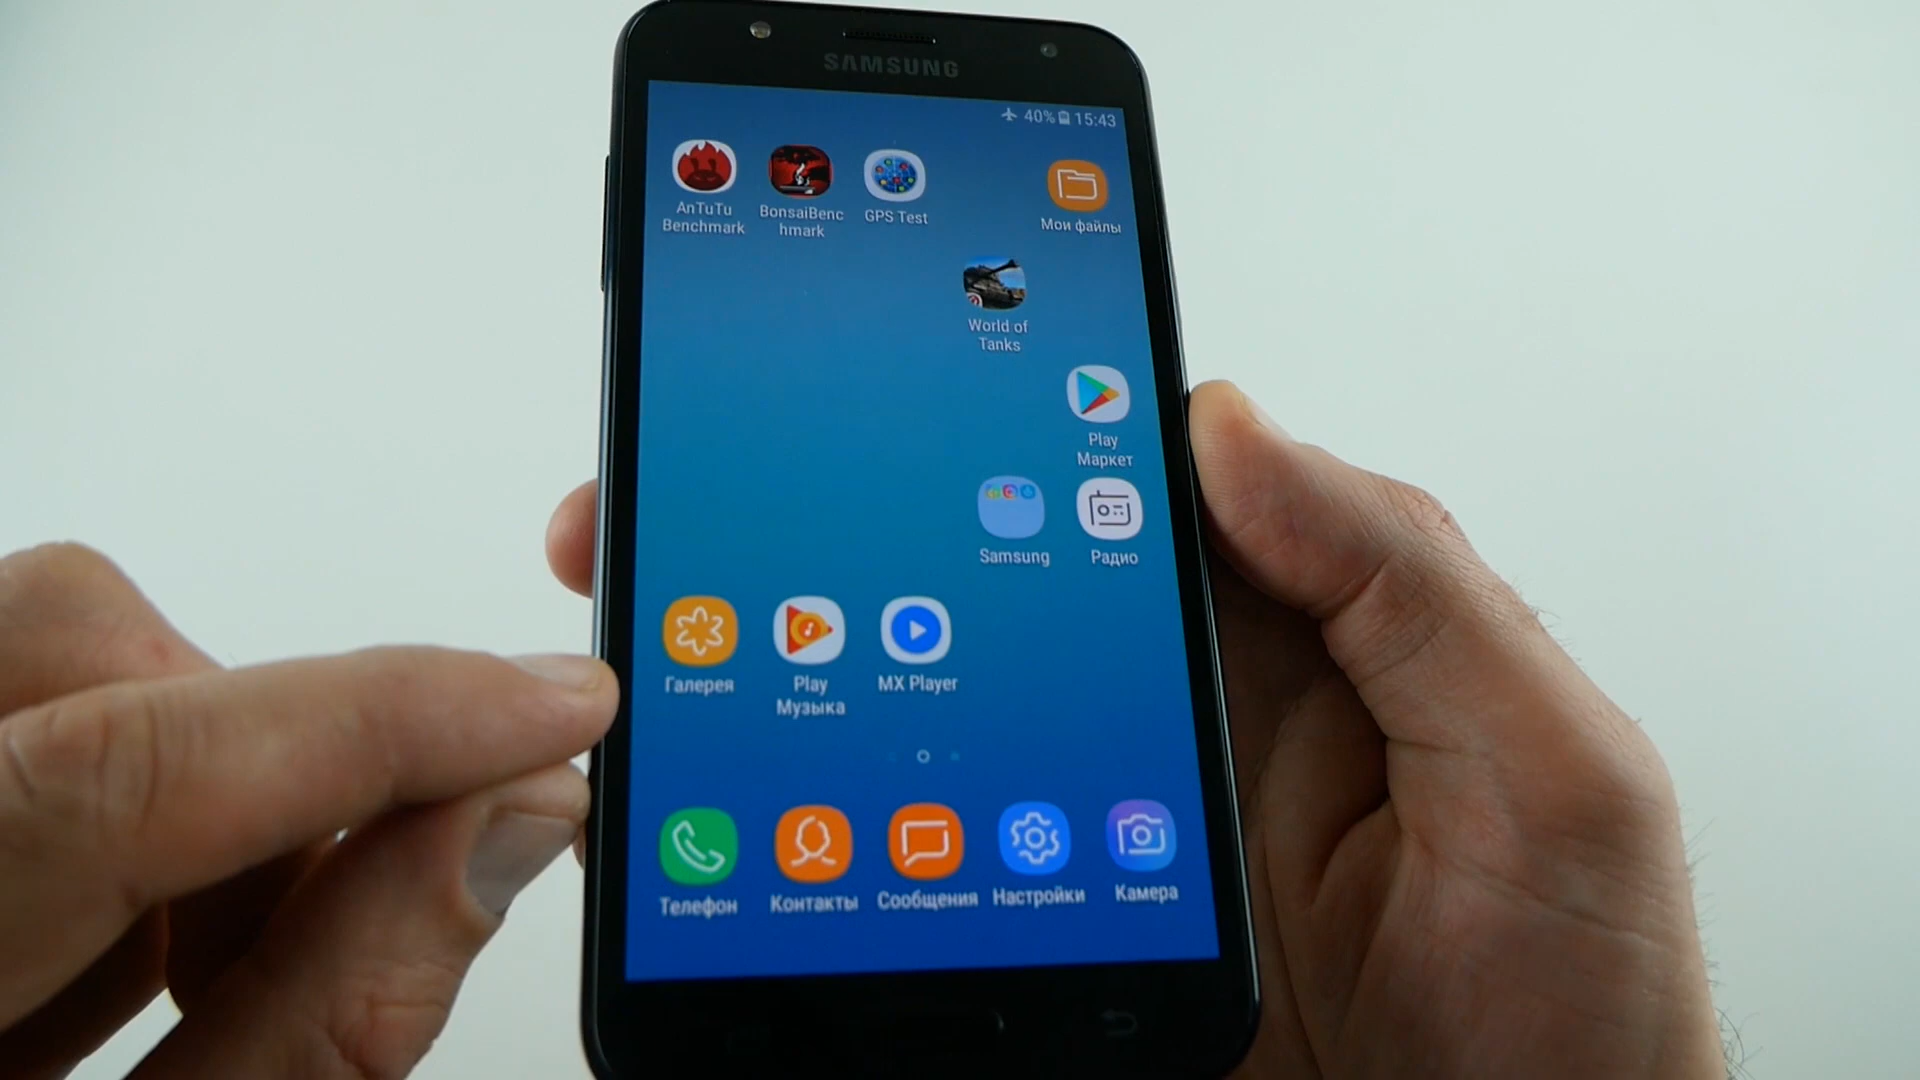 SAMSUNG
40% 15:43
AnTuTu
Benchmark
BonsaiBenc
hmark
GPS Test
Мои файлы
World of
Tanks
Play
Маркет
Samsung
Радио
Галерея
Play
Музыка
MX Player
Телефон
Контакты
Сообщения
Настройки
Камера